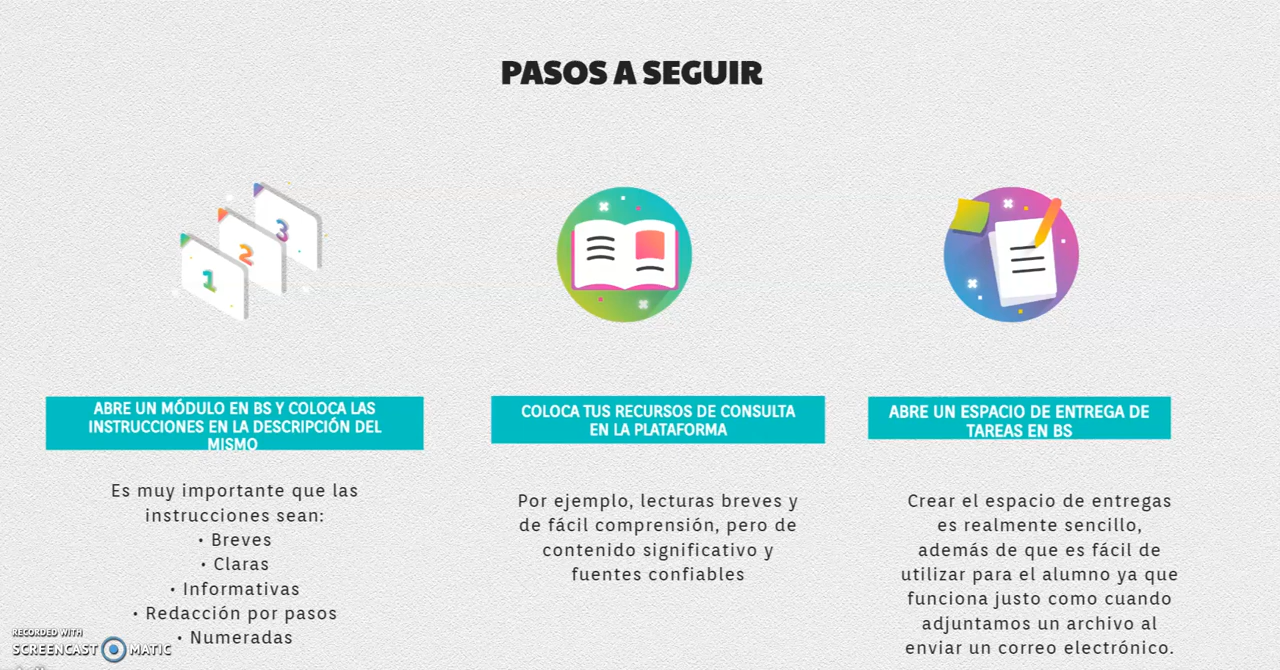 PASOS A SEGUIR
1
2
3
ABRE UN MÓDULO EN BS Y COLOCA LAS
INSTRUCCIONES EN LA DESCRIPCIÓN DEL
MISMO
Es muy importante que las
instrucciones sean:
• Breves
• Claras
• Informativas
• Redacción por pasos
• Numeradas
COLOCA TUS RECURSOS DE CONSULTA
EN LA PLATAFORMA
Por ejemplo, lecturas breves y
de fácil comprensión, pero de
contenido significativo y
fuentes confiables
ABRE UN ESPACIO DE ENTREGA DE
TAREAS EN BS
Crear el espacio de entregas
es realmente sencillo,
además de que es fácil de
utilizar para el alumno ya que
funciona justo como cuando
adjuntamos un archivo al
enviar un correo electrónico.
RECORDED WITH
SCREENCAST MATIC